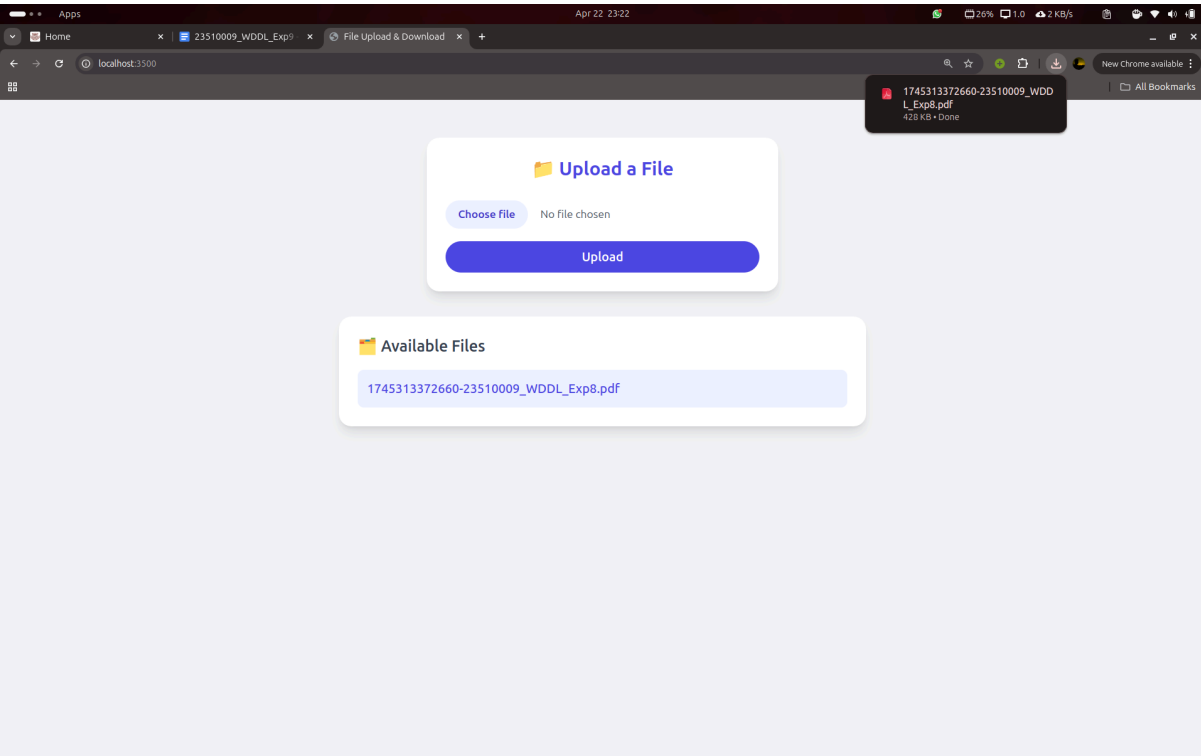 Apps
Apr 22 23:22
26%
1.0
2 KB/s
Home
23510009_WDDL_Exp9
File Upload & Download
localhost:3500
New Chrome available
All Bookmarks
1745313372660-23510009_WDD
L_Exp8.pdf
428 KB • Done
Upload a File
Choose file No file chosen
Upload
Available Files
1745313372660-23510009_WDDL_Exp8.pdf